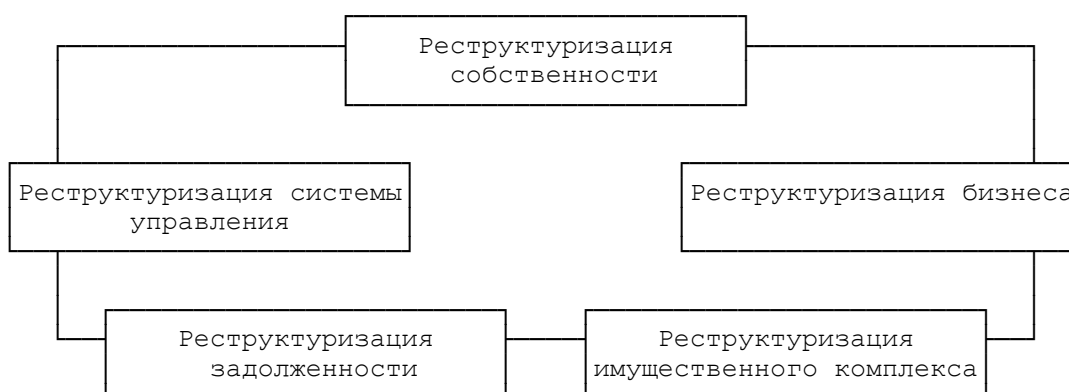 Реструктуризация
собственности
Реструктуризация системы
управления
Реструктуризация бизнеса
Реструктуризация
задолженности
Реструктуризация
имущественного комплекса